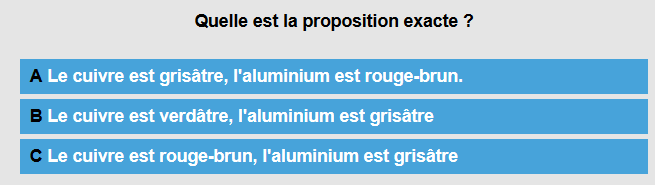 Quelle est la proposition exacte ?
A Le cuivre est grisâtre, l'aluminium est rouge-brun.
B Le cuivre est verdâtre, l'aluminium est grisâtre
C Le cuivre est rouge-brun, l'aluminium est grisâtre